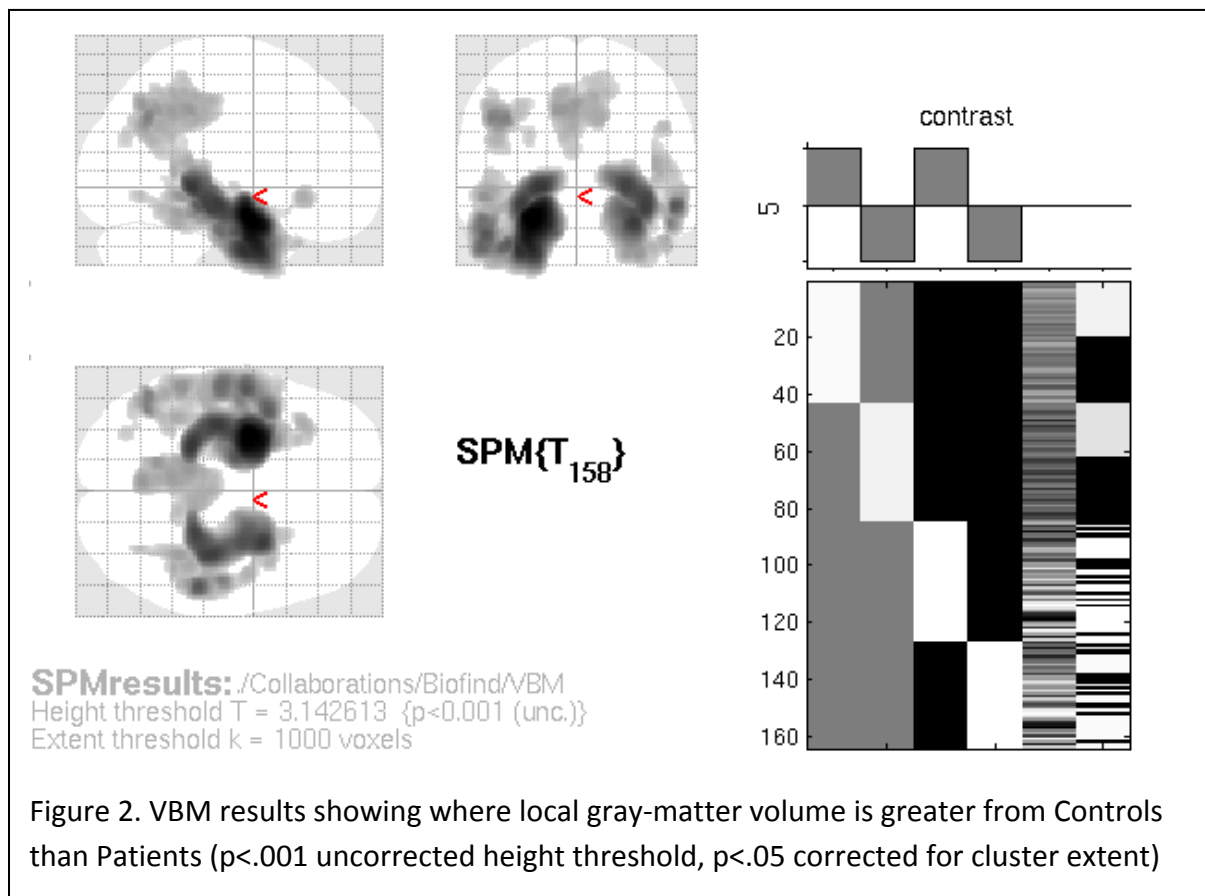 contrast
5
20
40
60
80
100
120
140
160
<
<
<
SPM{T_158}
SPMresults: ./Collaborations/Biofind/VBM
Height threshold T = 3.142613 {p<0.001 (unc.)}
Extent threshold k = 1000 voxels
Figure 2. VBM results showing where local gray-matter volume is greater from Controls
than Patients (p<.001 uncorrected height threshold, p<.05 corrected for cluster extent)